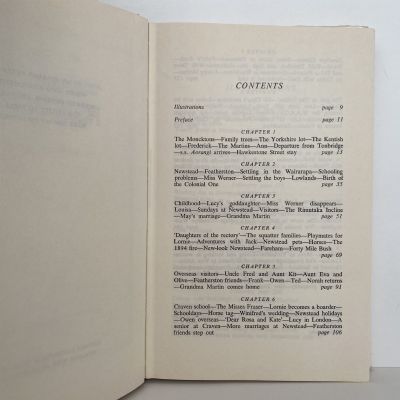 CONTENTS
Illustrations page 9
Preface page 11
CHAPTER 1
The Moncktons—Family trees—The Yorkshire lot—The Kentish
lot—Frederick—The Martins—Ann—Departure from Tonbridge
—s.s. Aorangi arrives—Hawkestone Street stay page 13
CHAPTER 2
Newstead—Featherston—Settling in the Wairarapa—Schooling
problems—Miss Werner—Settling the boys—Lowlands—Birth of
the Colonial One page 35
CHAPTER 3
Childhood—Lucy's goddaughter—Miss Werner disappears—
Louisa—Sundays at Newstead—Visitors—The Rimutaka Incline
—May's marriage—Grandma Martin page 51
CHAPTER 4
'Daughters of the rectory'—The squatter families—Playmates for
Lornie—Adventures with Jack—Newstead pets—Horses—The
1894 fire—New-look Newstead—Fareham—Forty Mile Bush
page 69
CHAPTER 5
Overseas visitors—Uncle Fred and Aunt Kit—Aunt Eva and
Olive—Featherston friends—Frank—Owen—Ted—Norah returns
—Grandma Martin comes home page 91
CHAPTER 6
Craven school—The Misses Fraser—Lornie becomes a boarder—
Schooldays—Home tag—Winifred's wedding—Newstead holidays
—Owen overseas—'Dear Rosa and Kate'—Lucy in London—A
senior at Craven—More marriages at Newstead—Featherston
friends step out page 106